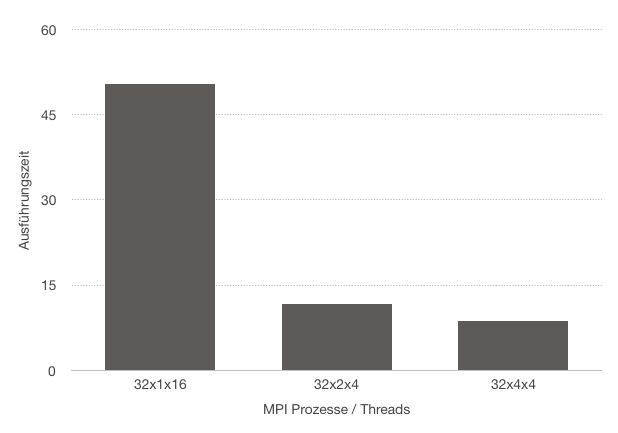 60
45
30
15
0
Ausführungszeit
32x1x16
32x2x4
32x4x4
MPI Prozesse / Threads